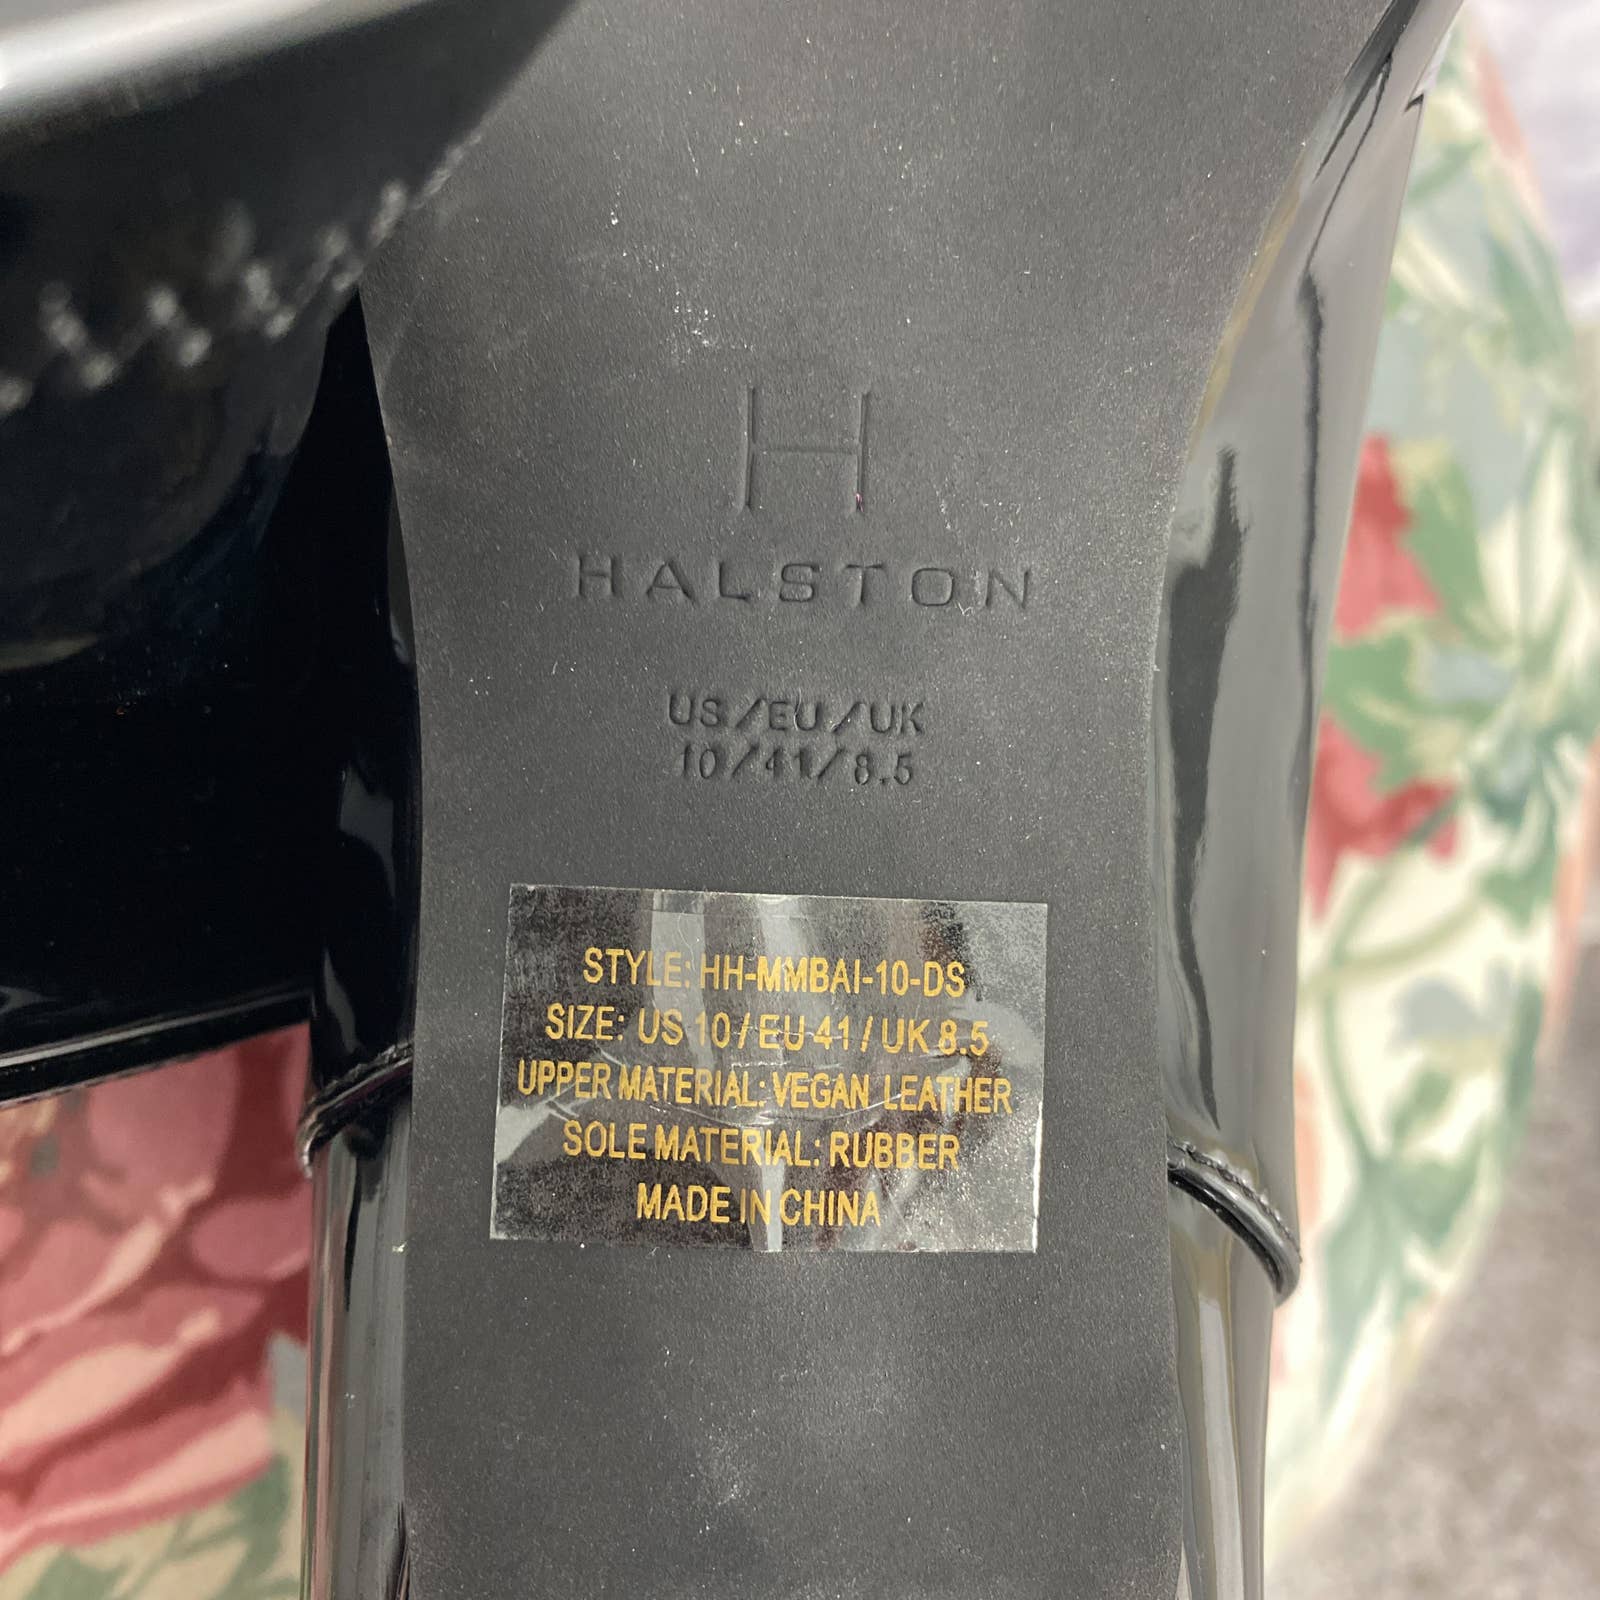 H
HALSTON
US/EU/UK
10/41/8.5
STYLE: HH-MMBAI-10-DS
SIZE: US 10 / EU 41 / UK 8.5
UPPER MATERIAL: VEGAN LEATHER
SOLE MATERIAL: RUBBER
MADE IN CHINA